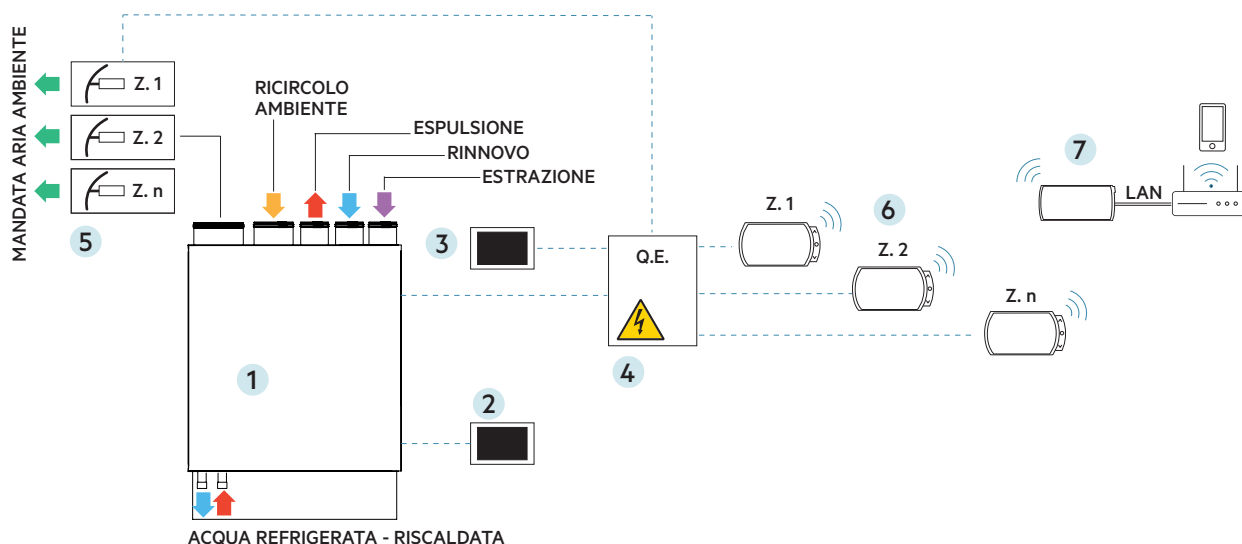 MANDATA ARIA AMBIENTE
Z. 1
Z. 2
Z. n
5
RICIRCOLO
AMBIENTE
ESPULSIONE
RINNOVO
ESTRAZIONE
1
3
2
Q.E.
4
Z. 1
6
Z. 2
Z. n
7
LAN
ACQUA REFRIGERATA - RISCALDATA